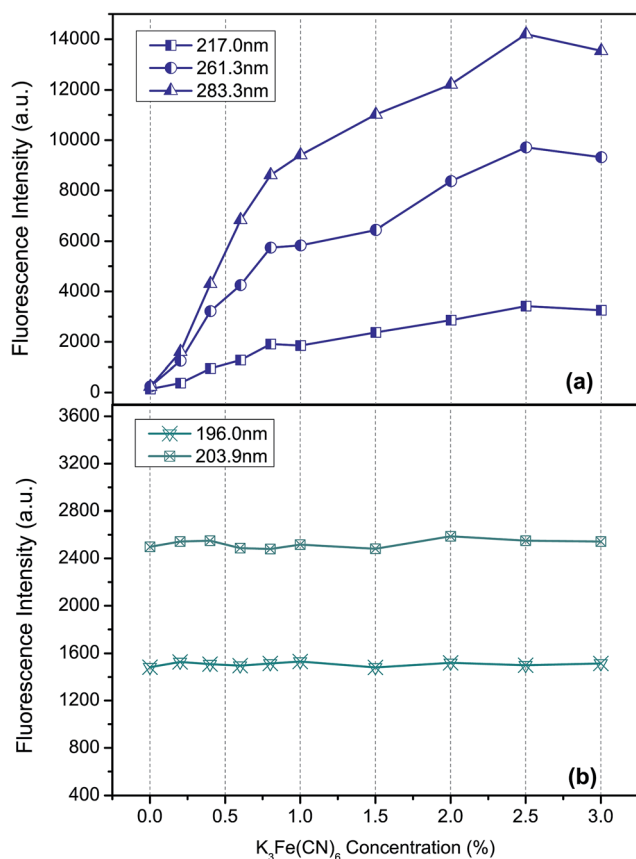 14000
12000
10000
8000
6000
4000
2000
0
Fluorescence Intensity (a.u.)
217.0nm
261.3nm
283.3nm
(a)
3600
3200
2800
2400
2000
1600
1200
800
400
Fluorescence Intensity (a.u.)
196.0nm
203.9nm
(b)
0.0 0.5 1.0 1.5 2.0 2.5 3.0
K₃Fe(CN)₆ Concentration (%)